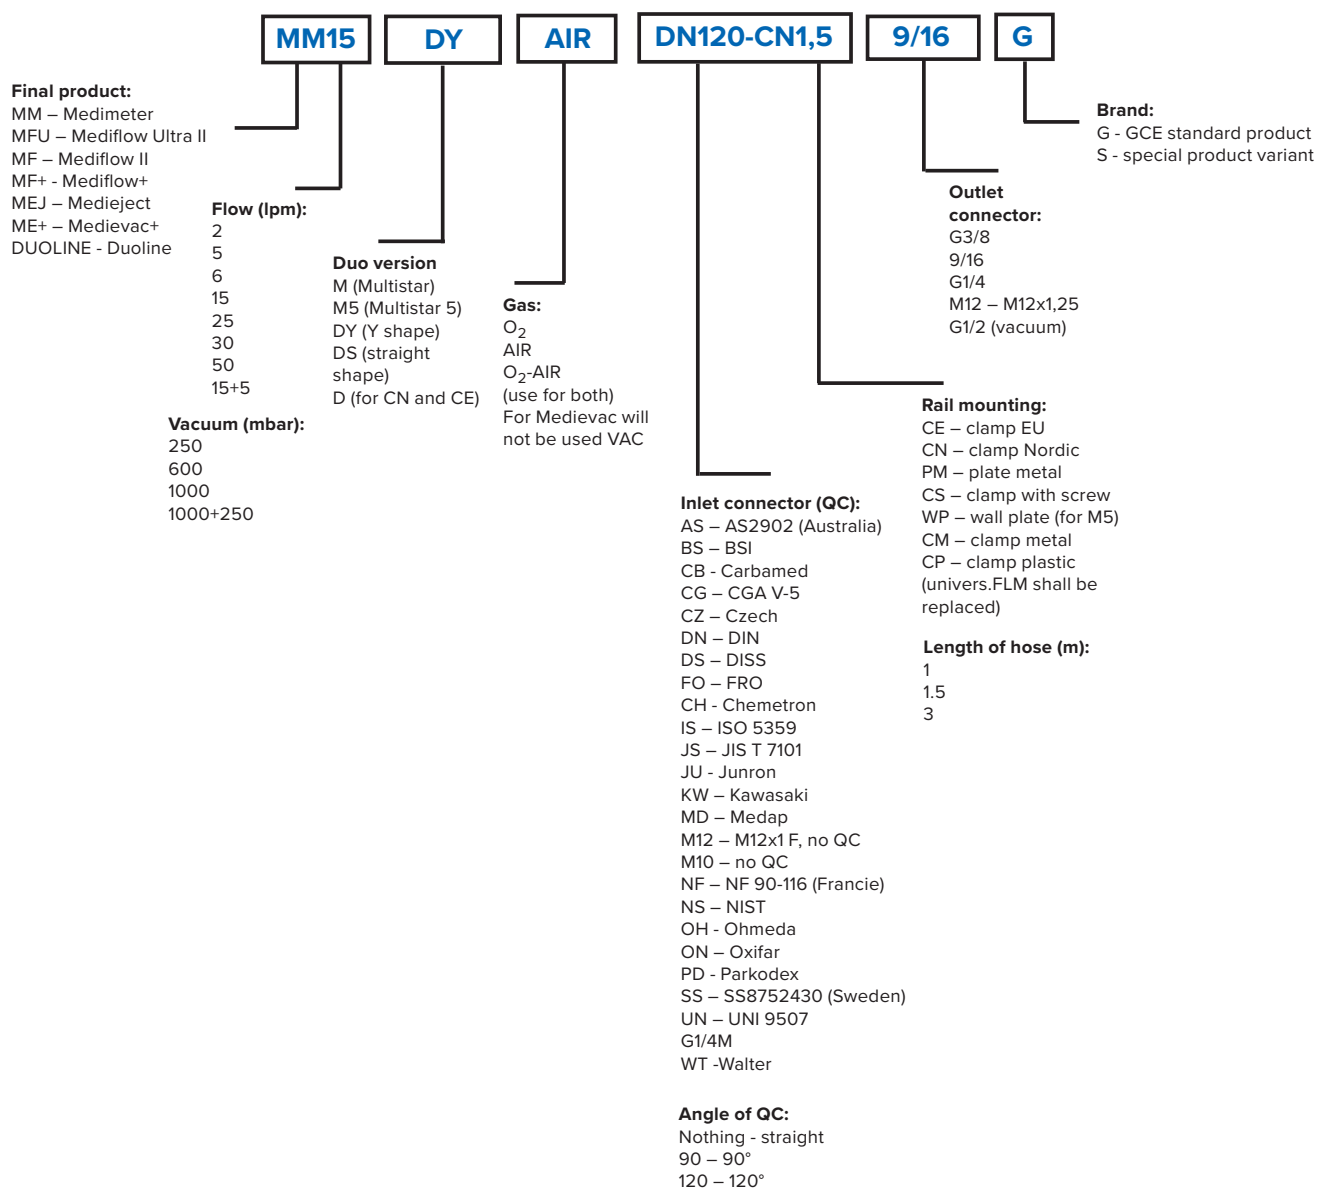 MM15 DY AIR DN120-CN1,5 9/16 G
Final product:
MM – Medimeter
MFU – Mediflow Ultra II
MF – Mediflow II
MF+ - Mediflow+
MEJ – Medieject
ME+ – Medievac+
DUOLINE - Duoline
Flow (lpm):
2
5
6
15
25
30
50
15+5
Vacuum (mbar):
250
600
1000
1000+250
Duo version
M (Multistar)
M5 (Multistar 5)
DY (Y shape)
DS (straight
shape)
D (for CN and CE)
Gas:
O2
AIR
O2-AIR
(use for both)
For Medievac will
not be used VAC
Inlet connector (QC):
AS – AS2902 (Australia)
BS – BSI
CB - Carbamed
CG – CGA V-5
CZ – Czech
DN – DIN
DS – DISS
FO – FRO
CH - Chemetron
IS – ISO 5359
JS – JIS T 7101
JU - Junron
KW – Kawasaki
MD – Medap
M12 – M12x1 F, no QC
M10 – no QC
NF – NF 90-116 (Francie)
NS – NIST
OH - Ohmeda
ON – Oxifar
PD - Parkodex
SS – SS8752430 (Sweden)
UN – UNI 9507
G1/4M
WT -Walter
Angle of QC:
Nothing - straight
90 – 90°
120 – 120°
Rail mounting:
CE – clamp EU
CN – clamp Nordic
PM – plate metal
CS – clamp with screw
WP – wall plate (for M5)
CM – clamp metal
CP – clamp plastic
(univers.FLM shall be
replaced)
Length of hose (m):
1
1.5
3
Outlet
connector:
G3/8
9/16
G1/4
M12 – M12x1,25
G1/2 (vacuum)
Brand:
G - GCE standard product
S - special product variant